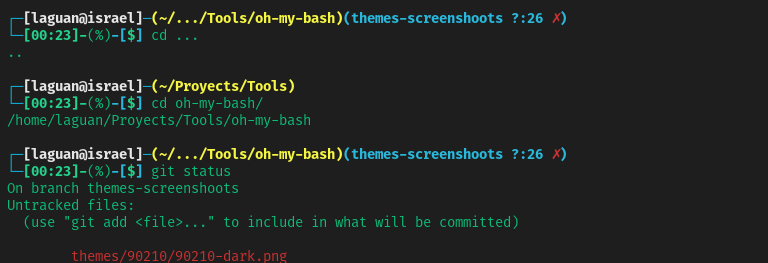 ┌─[laguan@israel]─(~/.../Tools/oh-my-bash)(themes-screenshoots ?:26 ✗)
└─[00:23]-(%)-[$] cd ...
..
┌─[laguan@israel]─(~/Proyects/Tools)
└─[00:23]-(%)-[$] cd oh-my-bash/
/home/laguan/Proyects/Tools/oh-my-bash
┌─[laguan@israel]─(~/.../Tools/oh-my-bash)(themes-screenshoots ?:26 ✗)
└─[00:23]-(%)-[$] git status
On branch themes-screenshoots
Untracked files:
  (use "git add <file>..." to include in what will be committed)
        themes/90210/90210-dark.png